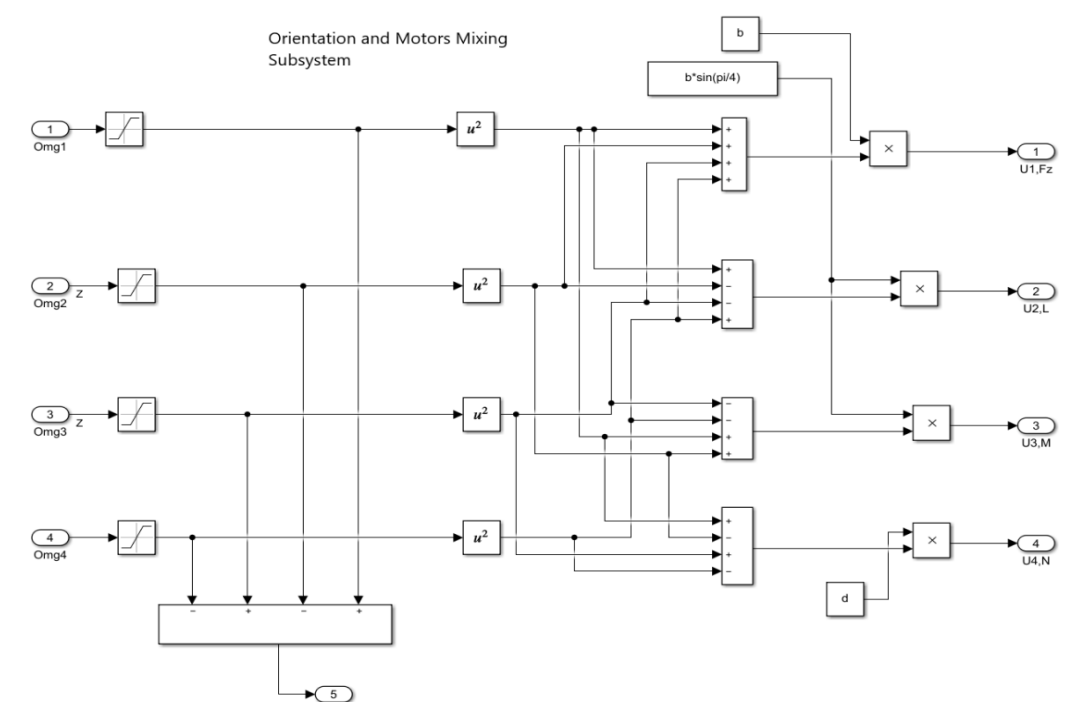 Orientation and Motors Mixing
Subsystem
b
b*sin(pi/4)
1
Omg1
u²
+
+
+
+
×
1
U1,Fz
2
Omg2
Z
u²
+
−
−
+
×
2
U2,L
3
Omg3
Z
u²
−
−
+
+
×
3
U3,M
4
Omg4
u²
+
−
+
−
×
4
U4,N
d
− + − +
5